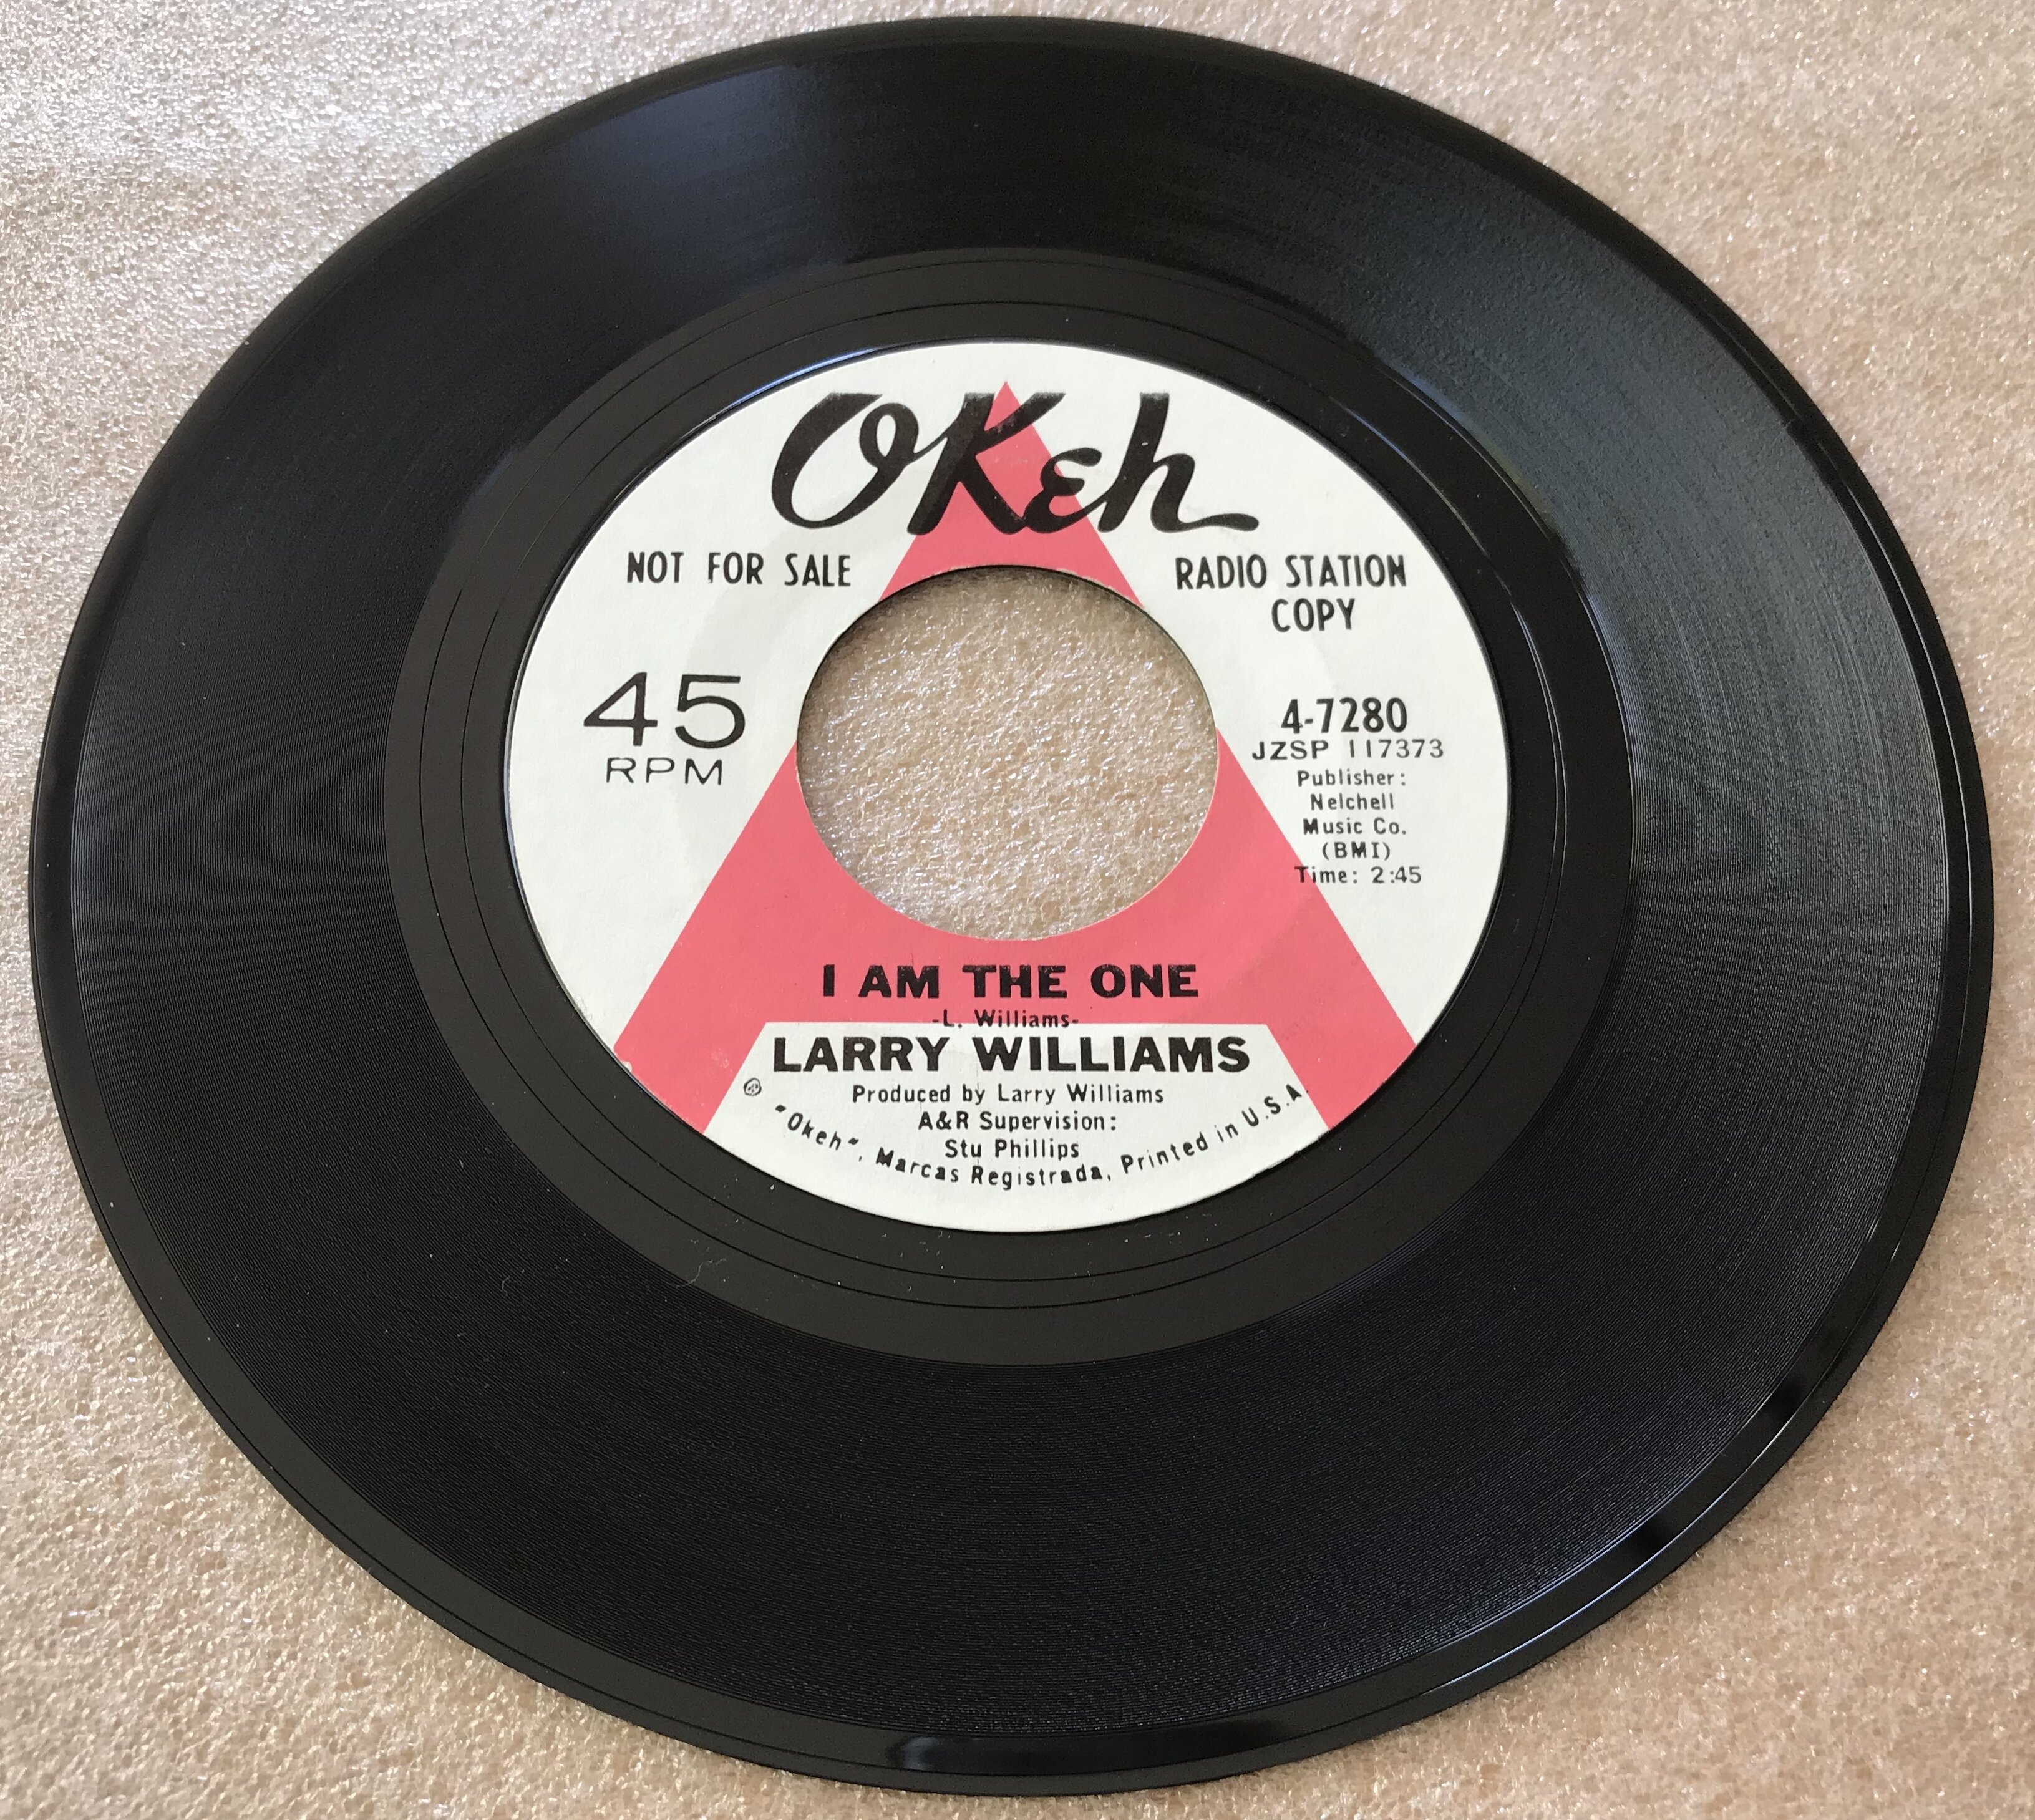 OKeh
NOT FOR SALE
RADIO STATION
COPY
45
RPM
4-7280
JZSP 117373
Publisher:
Nelchell
Music Co.
(BMI)
Time: 2:45
I AM THE ONE
-L. Williams-
LARRY WILLIAMS
Produced by Larry Williams
A&R Supervision:
Stu Phillips
"Okeh", Marcas Registrada, Printed in U.S.A.